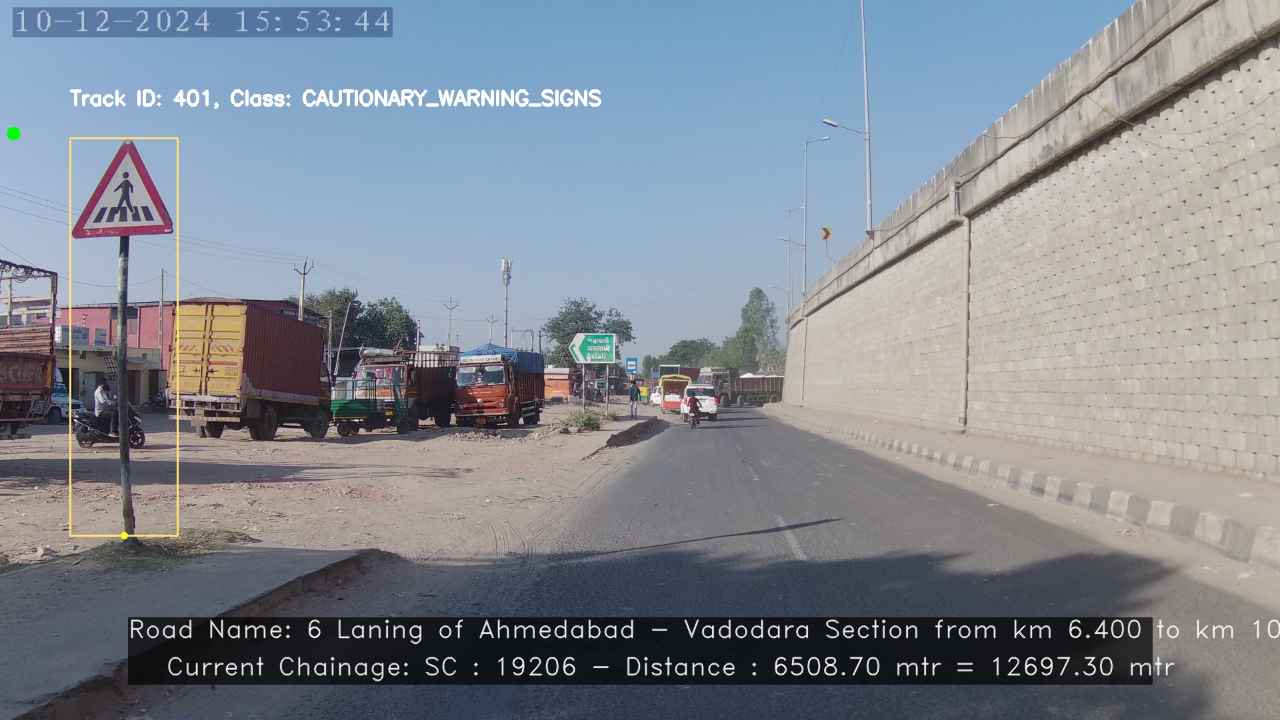 10-12-2024 15:53:44
Track ID: 401, Class: CAUTIONARY_WARNING_SIGNS
Road Name: 6 Laning of Ahmedabad - Vadodara Section from km 6.400 to km 10
Current Chainage: SC : 19206 - Distance : 6508.70 mtr = 12697.30 mtr